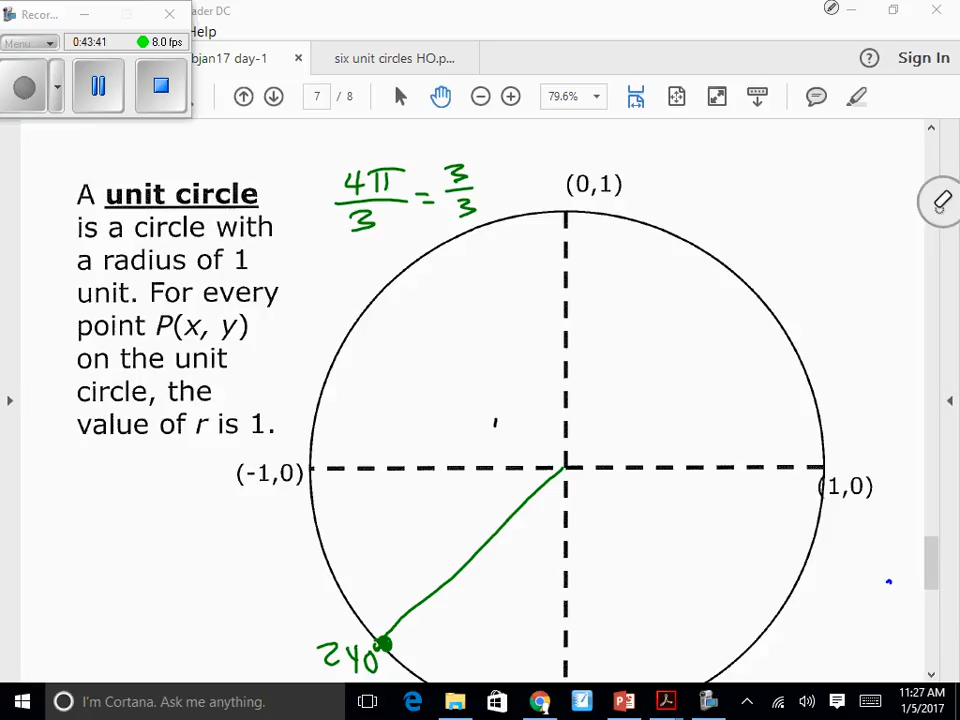 Recor...
ader DC
Menu
0:43:41
8.0 fps
Help
bjan17 day-1
six unit circles HO.p...
Sign In
7 / 8
79.6%
4π/3 = 3/3
(0,1)
A unit circle
is a circle with
a radius of 1
unit. For every
point P(x, y)
on the unit
circle, the
value of r is 1.
(-1,0)
(1,0)
240°
I'm Cortana. Ask me anything.
11:27 AM
1/5/2017